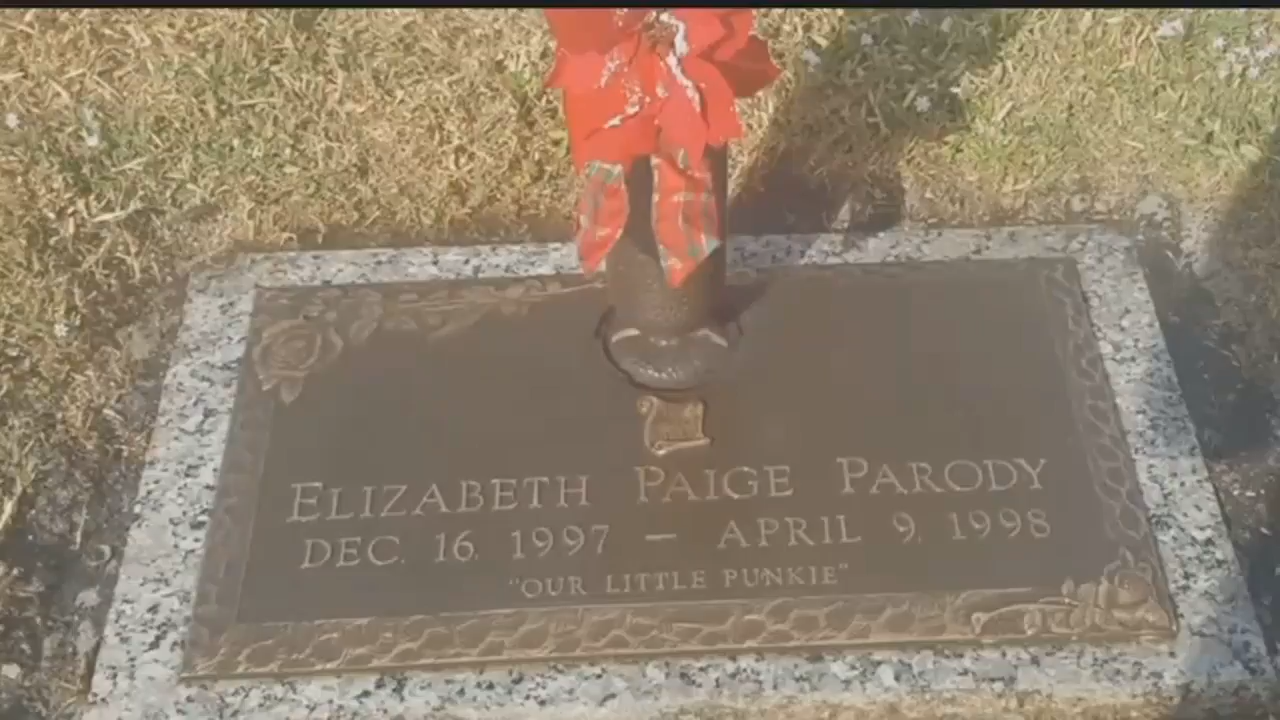 ELIZABETH PAIGE PARODY
DEC. 16, 1997 — APRIL 9, 1998
"OUR LITTLE PUNKIE"